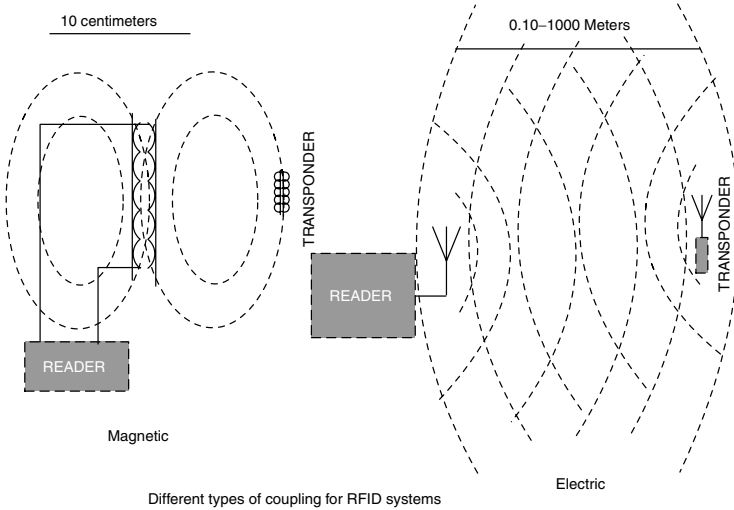 10 centimeters
TRANSPONDER
READER
Magnetic
0.10–1000 Meters
READER
TRANSPONDER
Electric
Different types of coupling for RFID systems